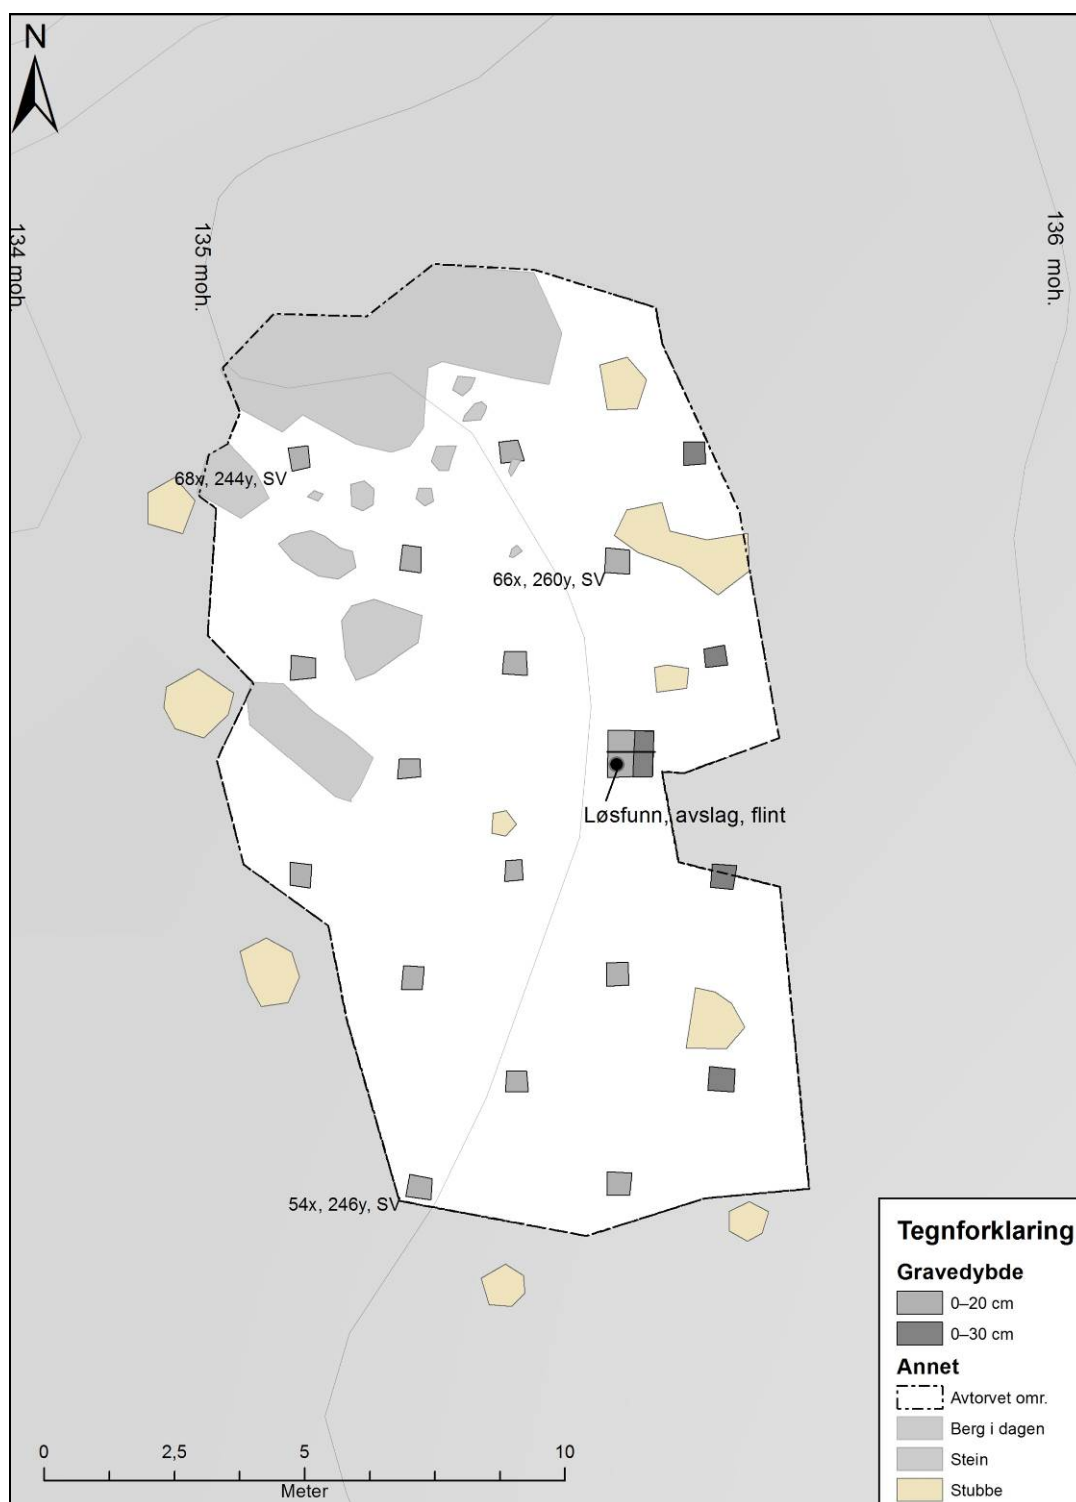 N
134 moh.
135 moh.
136 moh.
68x, 244y, SV
66x, 260y, SV
Løsfunn, avslag, flint
54x, 246y, SV
Tegnforklaring
Gravedybde
0–20 cm
0–30 cm
Annet
Avtorvet omr.
Berg i dagen
Stein
Stubbe
0 2,5 5 10
Meter